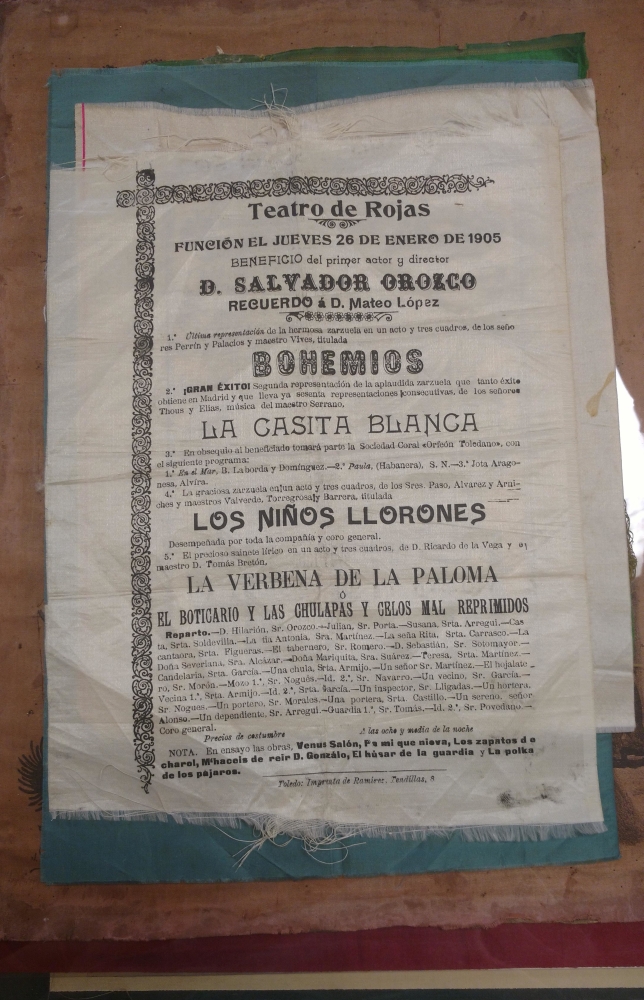 Teatro de Rojas
FUNCIÓN EL JUEVES 26 DE ENERO DE 1905
BENEFICIO del primer actor y director
D. SALVADOR OROZCO
RECUERDO á D. Mateo López
1.º Última representación de la hermosa zarzuela en un acto y tres cuadros, de los seño
res Perrín y Palacios y maestro Vives, titulada
BOHEMIOS
2.º ¡GRAN ÉXITO! Segunda representación de la aplaudida zarzuela que tanto éxito
obtiene en Madrid y que lleva ya sesenta representaciones consecutivas, de los señores
Thous y Elias, música del maestro Serrano,
LA CASITA BLANCA
3.º En obsequio al beneficiado tomará parte la Sociedad Coral «Orfeón Toledano», con
el siguiente programa:
1.º En el Mar, B. Laborda y Domínguez.—2.º Paula, (Habanera), S. N.—3.º Jota Arago-
nesa, Alvira.
4.º La graciosa zarzuela en un acto y tres cuadros, de los Sres. Paso, Alvarez y Arni-
ches y maestros Valverde, Torregrosa y Barrera, titulada
LOS NIÑOS LLORONES
Desempeñada por toda la compañía y coro general.
5.º El precioso sainete lírico en un acto y tres cuadros, de D. Ricardo de la Vega y el
maestro D. Tomás Bretón,
LA VERBENA DE LA PALOMA
Ó
EL BOTICARIO Y LAS CHULAPAS Y CELOS MAL REPRIMIDOS
Reparto.—D. Hilarión, Sr. Orozco.—Julian, Sr. Porta.—Susana, Srta. Arregui.—Cas
ta, Srta. Soldevilla.—La tia Antonia, Sra. Martínez.—La seña Rita, Srta. Carrasco.—La
cantaora, Srta. Figueras.—El tabernero, Sr. Romero.—D. Sebastián, Sr. Sotomayor.—
Doña Severiana, Sra. Alcázar.—Doña Mariquita, Sra. Suárez.—Teresa, Srta. Martínez.—
Candelaria, Srta. García.—Una chula, Srta. Armijo.—Un señor Sr. Martínez.—El hojalate
ro, Sr. Morón.—Mozo 1.º, Sr. Nogués.—Id. 2.º, Sr. Navarro.—Un vecino, Sr. García.—
Vecina 1.ª, Srta. Armijo.—Id. 2.ª, Srta. García.—Un inspector, Sr. Lligadas.—Un hortera,
Sr. Nogues.—Un portero, Sr. Morales.—Una portera, Srta. Castillo.—Un sereno, señor
Alonso.—Un dependiente, Sr. Arregui.—Guardia 1.º, Sr. Tomás.—Id. 2.º, Sr. Povedano.—
Coro general.
Precios de costumbre A las ocho y media de la noche
NOTA. En ensayo las obras, Venus Salón, Pa mi que nieva, Los zapatos de
charol, M'haceis de reir D. Gonzálo, El húsar de la guardia y La polka
de los pájaros.
Toledo: Imprenta de Ramírez, Tendillas, 8